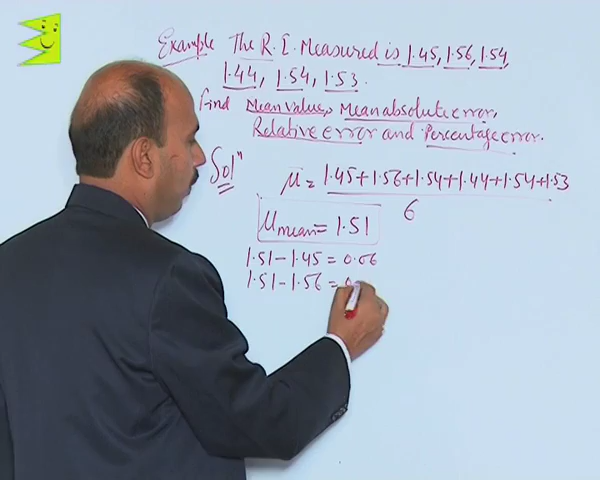 Example The R.I. Measured is 1.45, 1.56, 1.54,
1.44, 1.54, 1.53.
Find Mean value, Mean absolute error,
Relative error and Percentage error.
Solⁿ
μ = 1.45+1.56+1.54+1.44+1.54+1.53
6
μmean = 1.51
1.51 - 1.45 = 0.06
1.51 - 1.56 = 0